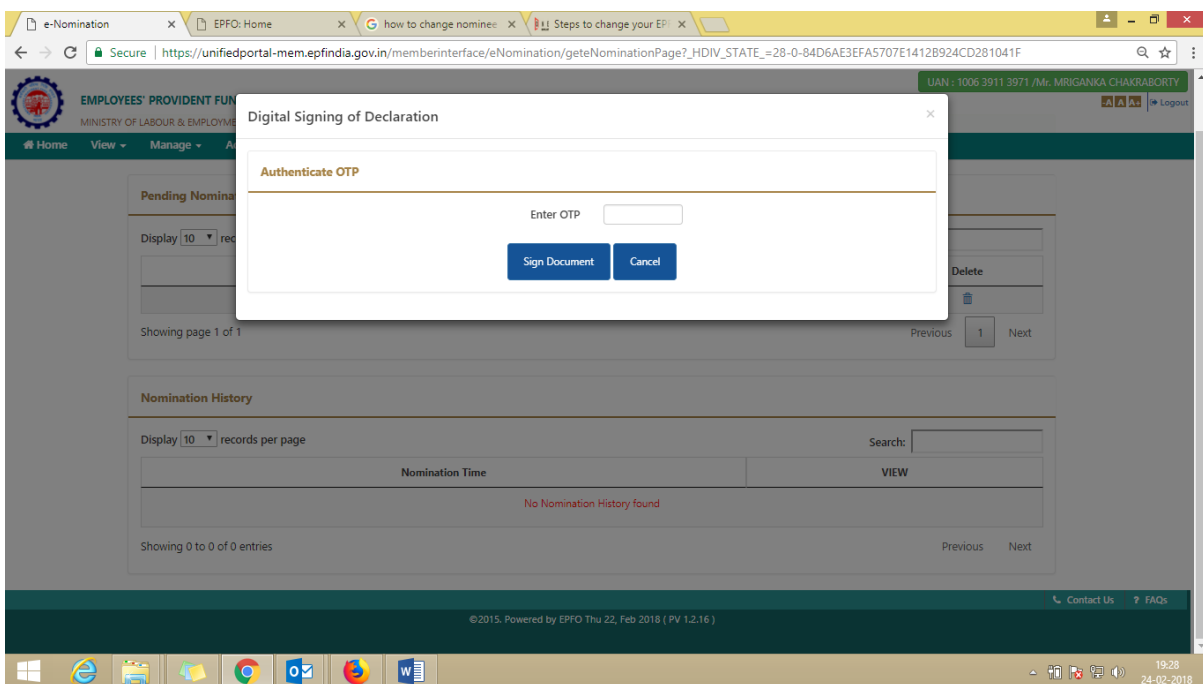 e-Nomination
EPFO: Home
how to change nominee
Steps to change your EPF
Secure | https://unifiedportal-mem.epfindia.gov.in/memberinterface/eNomination/geteNominationPage?_HDIV_STATE_=28-0-84D6AE3EFA5707E1412B924CD281041F
UAN : 1006 3911 3971 /Mr. MRIGANKA CHAKRABORTY
EMPLOYEES' PROVIDENT FUN
-A A A+ Logout
MINISTRY OF LABOUR & EMPLOYME
Home View Manage A
Digital Signing of Declaration ×
Authenticate OTP
Enter OTP
Sign Document Cancel
Pending Nomina
Display 10 rec
Delete
Showing page 1 of 1
Previous 1 Next
Nomination History
Display 10 records per page
Search:
Nomination Time VIEW
No Nomination History found
Showing 0 to 0 of 0 entries
Previous Next
Contact Us ? FAQs
©2015. Powered by EPFO Thu 22, Feb 2018 ( PV 1.2.16 )
19:28
24-02-2018